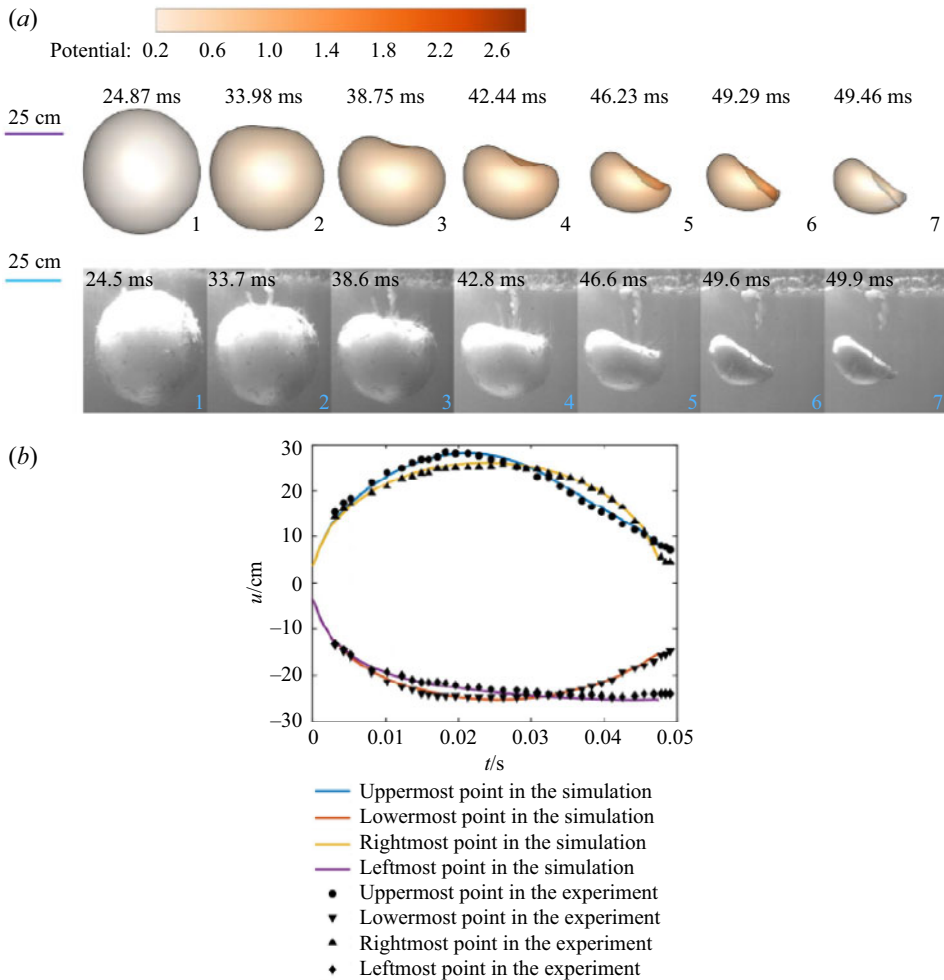 (a)
Potential: 0.2 0.6 1.0 1.4 1.8 2.2 2.6
24.87 ms 33.98 ms 38.75 ms 42.44 ms 46.23 ms 49.29 ms 49.46 ms
25 cm
1 2 3 4 5 6 7
25 cm
24.5 ms 33.7 ms 38.6 ms 42.8 ms 46.6 ms 49.6 ms 49.9 ms
1 2 3 4 5 6 7
(b)
30
20
10
0
–10
–20
–30
u/cm
0 0.01 0.02 0.03 0.04 0.05
t/s
Uppermost point in the simulation
Lowermost point in the simulation
Rightmost point in the simulation
Leftmost point in the simulation
Uppermost point in the experiment
Lowermost point in the experiment
Rightmost point in the experiment
Leftmost point in the experiment